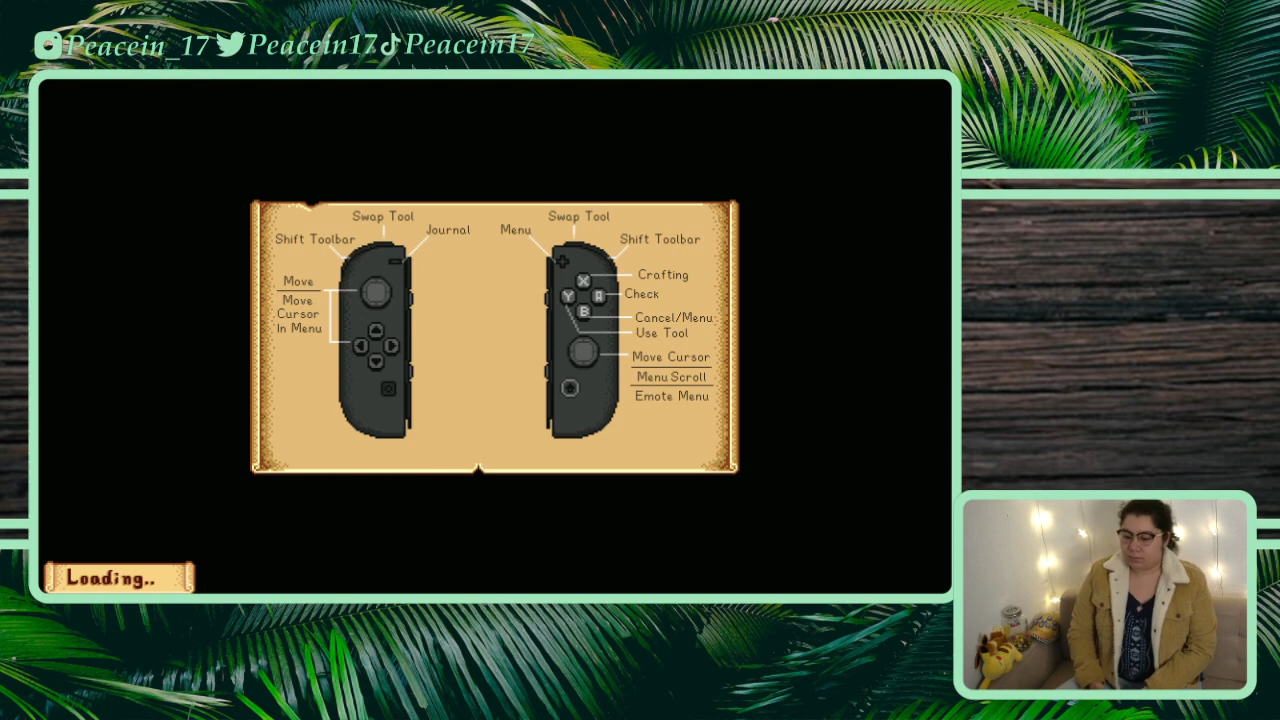 Peacein_17 Peacein17 Peacein17
Swap Tool
Journal
Shift Toolbar
Move
Move
Cursor
In Menu
Swap Tool
Menu
Shift Toolbar
X
Crafting
Y
A
Check
B
Cancel/Menu
Use Tool
Move Cursor
Menu Scroll
Emote Menu
Loading..